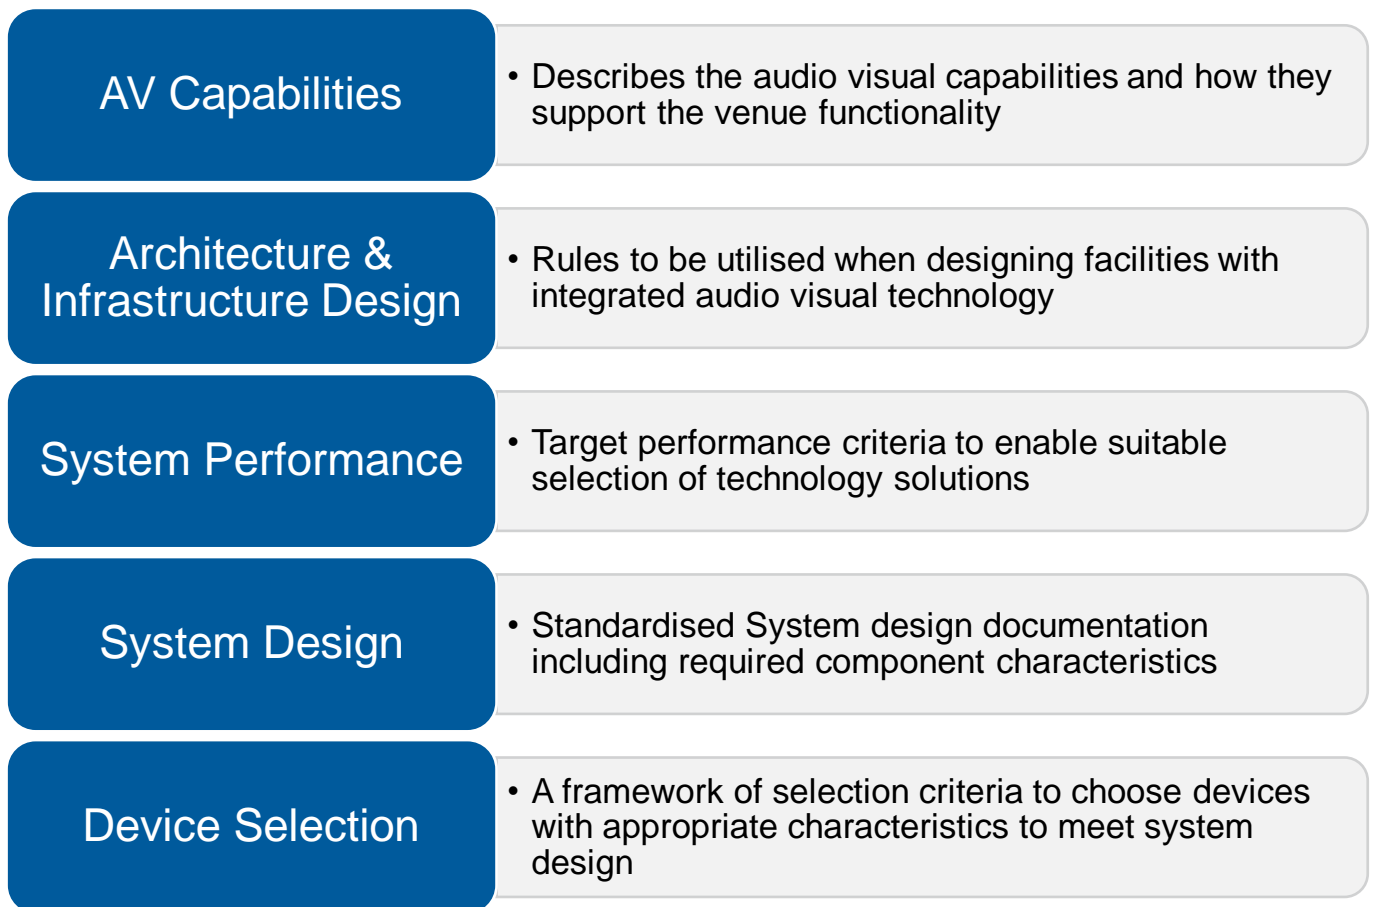 AV Capabilities
• Describes the audio visual capabilities and how they
support the venue functionality
Architecture &
Infrastructure Design
• Rules to be utilised when designing facilities with
integrated audio visual technology
System Performance
• Target performance criteria to enable suitable
selection of technology solutions
System Design
• Standardised System design documentation
including required component characteristics
Device Selection
• A framework of selection criteria to choose devices
with appropriate characteristics to meet system
design